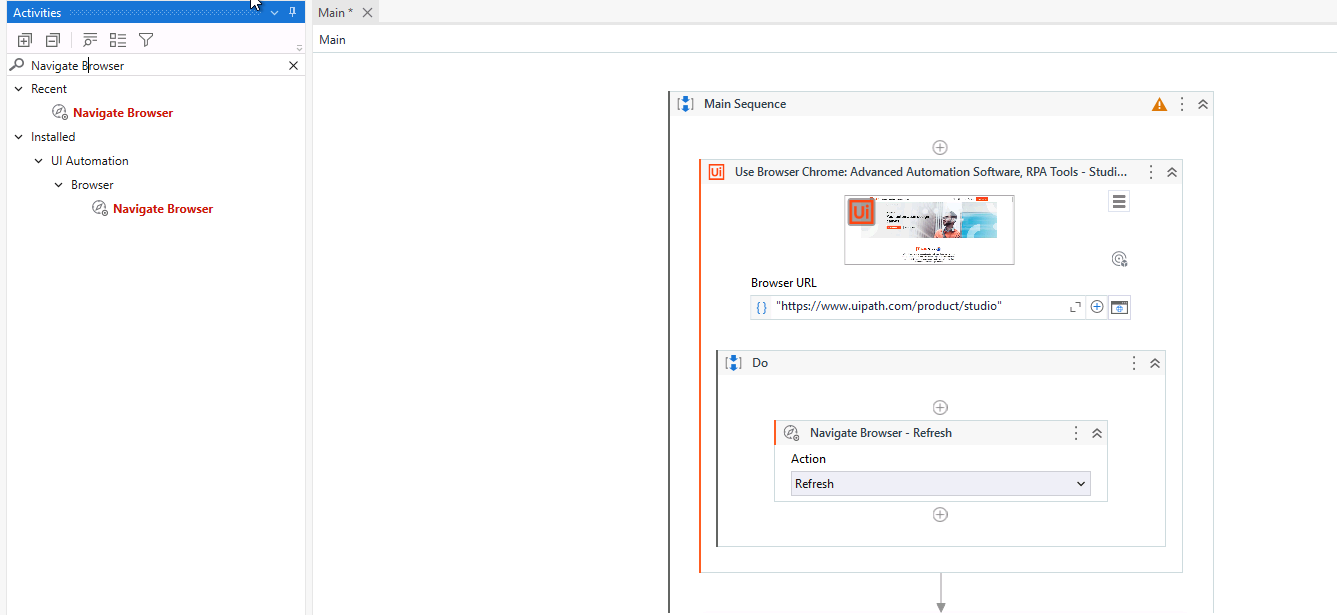 Activities
Main *
Main
Navigate Browser
Recent
Navigate Browser
Installed
UI Automation
Browser
Navigate Browser
Main Sequence
Ui
Use Browser Chrome: Advanced Automation Software, RPA Tools - Studi...
Ui
Browser URL
{ } "https://www.uipath.com/product/studio"
Do
Navigate Browser - Refresh
Action
Refresh